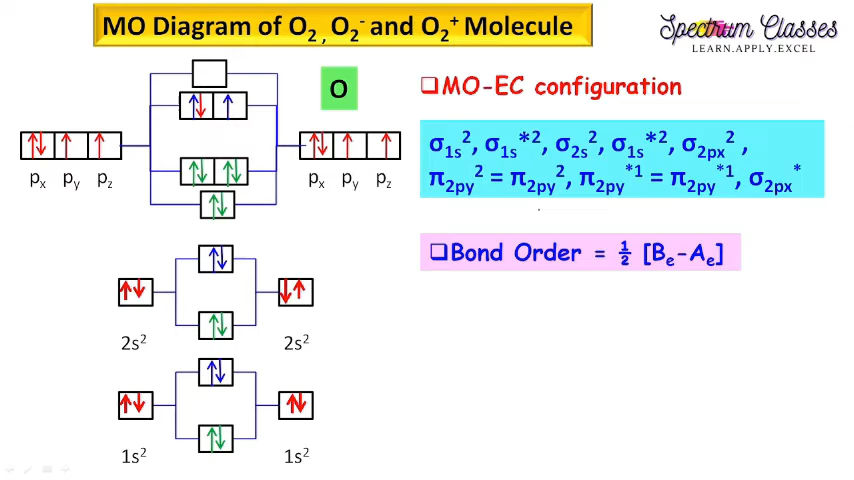 MO Diagram of O₂ , O₂⁻ and O₂⁺ Molecule
Spectrum Classes
LEARN.APPLY.EXCEL
O
❑MO-EC configuration
σ₁ₛ², σ₁ₛ*², σ₂ₛ², σ₁ₛ*², σ₂ₚₓ² ,
π₂py² = π₂py², π₂py*¹ = π₂py*¹, σ₂px*
pₓ py pz pₓ py pz
❑Bond Order = ½ [Bₑ-Aₑ]
2s² 2s²
1s² 1s²